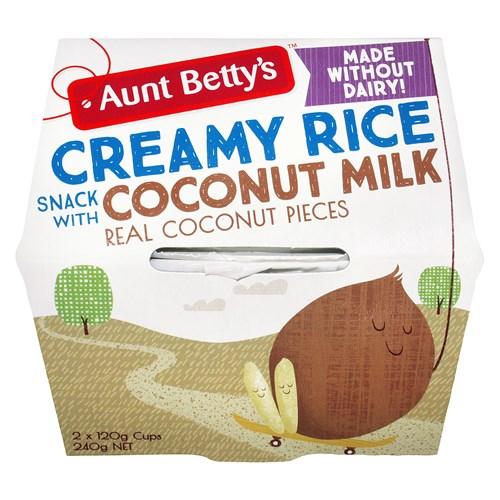 Aunt Betty's™
MADE
WITHOUT
DAIRY!
CREAMY RICE
SNACK
WITH
COCONUT MILK
REAL COCONUT PIECES
2 x 120g Cups
240g NET